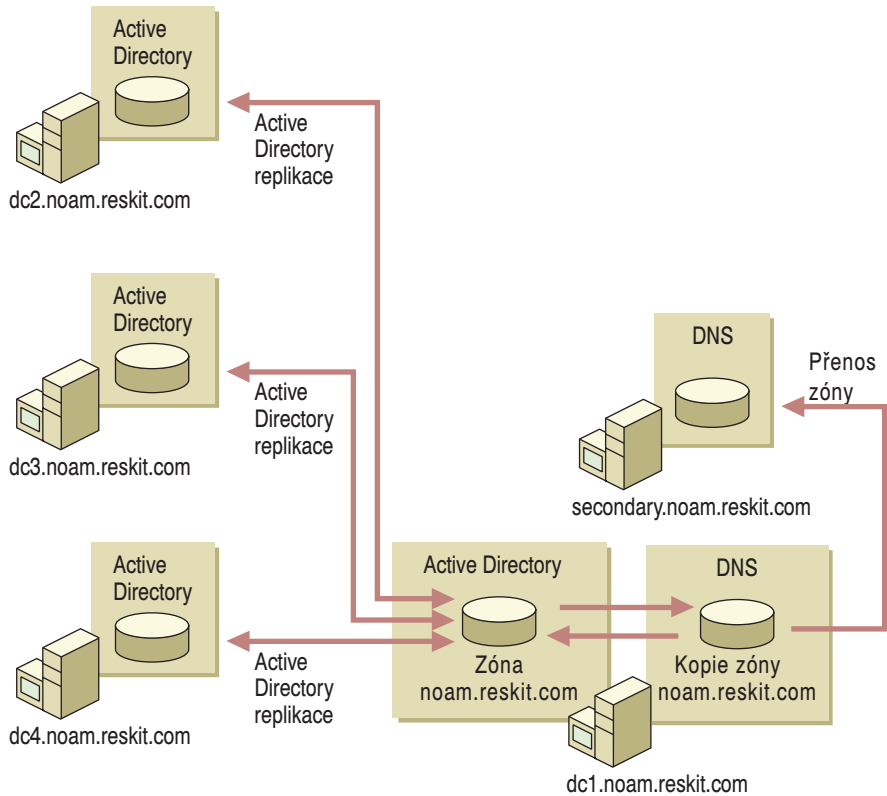 Active
Directory
Active
Directory
replikace
dc2.noam.reskit.com
Active
Directory
Active
Directory
replikace
dc3.noam.reskit.com
DNS
Přenos
zóny
secondary.noam.reskit.com
Active
Directory
Active
Directory
replikace
dc4.noam.reskit.com
Active Directory
Zóna
noam.reskit.com
DNS
Kopie zóny
noam.reskit.com
dc1.noam.reskit.com